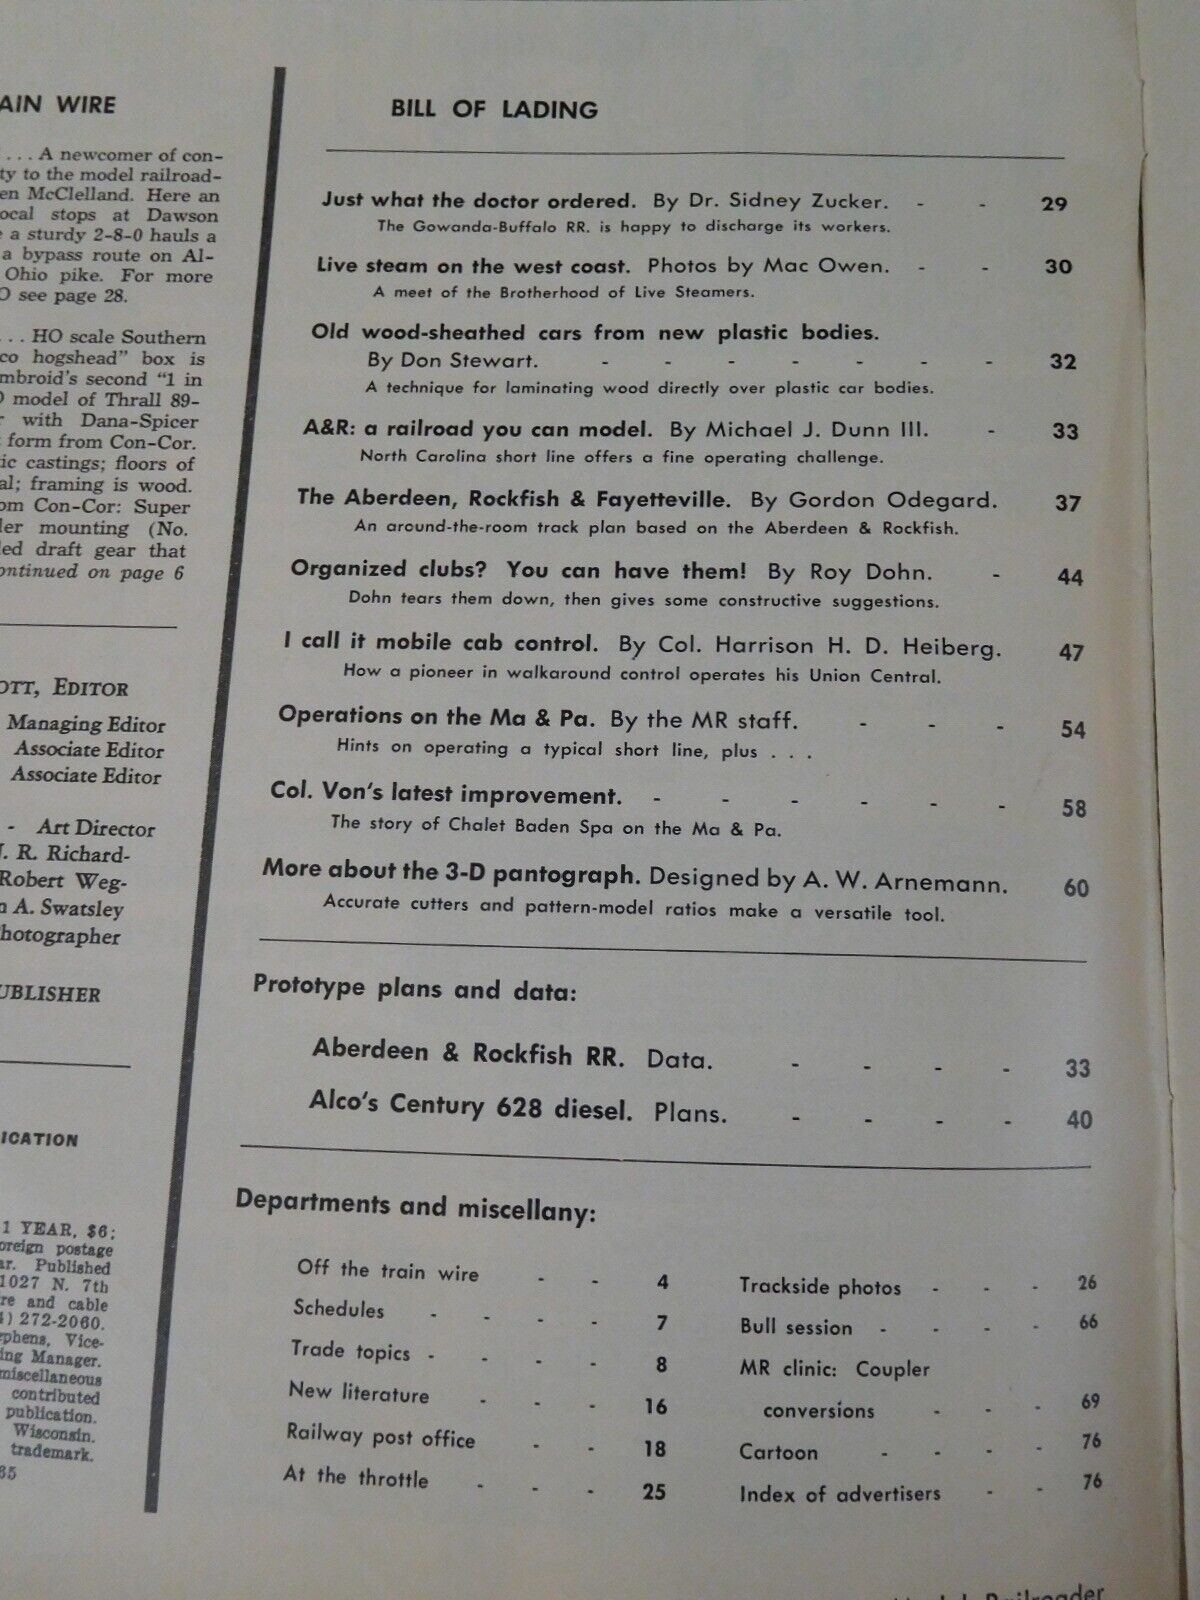 AIN WIRE
... A newcomer of con-
ty to the model railroad-
en McClelland. Here an
ocal stops at Dawson
e a sturdy 2-8-0 hauls a
a bypass route on Al-
Ohio pike. For more
O see page 28.
... HO scale Southern
co hogshead” box is
mbroid's second “1 in
O model of Thrall 89-
r with Dana-Spicer
form from Con-Cor.
ic castings; floors of
al; framing is wood.
om Con-Cor: Super
ler mounting (No.
led draft gear that
ontinued on page 6
OTT, EDITOR
Managing Editor
Associate Editor
Associate Editor
- Art Director
J. R. Richard-
Robert Weg-
n A. Swatsley
hotographer
UBLISHER
ICATION
1 YEAR, $6;
oreign postage
ar. Published
1027 N. 7th
re and cable
4) 272-2060.
ephens, Vice-
ing Manager.
miscellaneous
contributed
publication.
Wisconsin.
trademark.
65
BILL OF LADING
Just what the doctor ordered. By Dr. Sidney Zucker. - - 29
The Gowanda-Buffalo RR. is happy to discharge its workers.
Live steam on the west coast. Photos by Mac Owen. - - 30
A meet of the Brotherhood of Live Steamers.
Old wood-sheathed cars from new plastic bodies.
By Don Stewart. - - - - - - - 32
A technique for laminating wood directly over plastic car bodies.
A&R: a railroad you can model. By Michael J. Dunn III. - 33
North Carolina short line offers a fine operating challenge.
The Aberdeen, Rockfish & Fayetteville. By Gordon Odegard. 37
An around-the-room track plan based on the Aberdeen & Rockfish.
Organized clubs? You can have them! By Roy Dohn. - 44
Dohn tears them down, then gives some constructive suggestions.
I call it mobile cab control. By Col. Harrison H. D. Heiberg. 47
How a pioneer in walkaround control operates his Union Central.
Operations on the Ma & Pa. By the MR staff. - - - 54
Hints on operating a typical short line, plus . . .
Col. Von's latest improvement. - - - - - - 58
The story of Chalet Baden Spa on the Ma & Pa.
More about the 3-D pantograph. Designed by A. W. Arnemann. 60
Accurate cutters and pattern-model ratios make a versatile tool.
Prototype plans and data:
Aberdeen & Rockfish RR. Data. - - - - 33
Alco's Century 628 diesel. Plans. - - - - 40
Departments and miscellany:
Off the train wire - - 4
Schedules - - - - 7
Trade topics - - - - 8
New literature - - - 16
Railway post office - - 18
At the throttle - - - 25
Trackside photos - - - 26
Bull session - - - - 66
MR clinic: Coupler
conversions - - - 69
Cartoon - - - - 76
Index of advertisers - - 76
Railroader